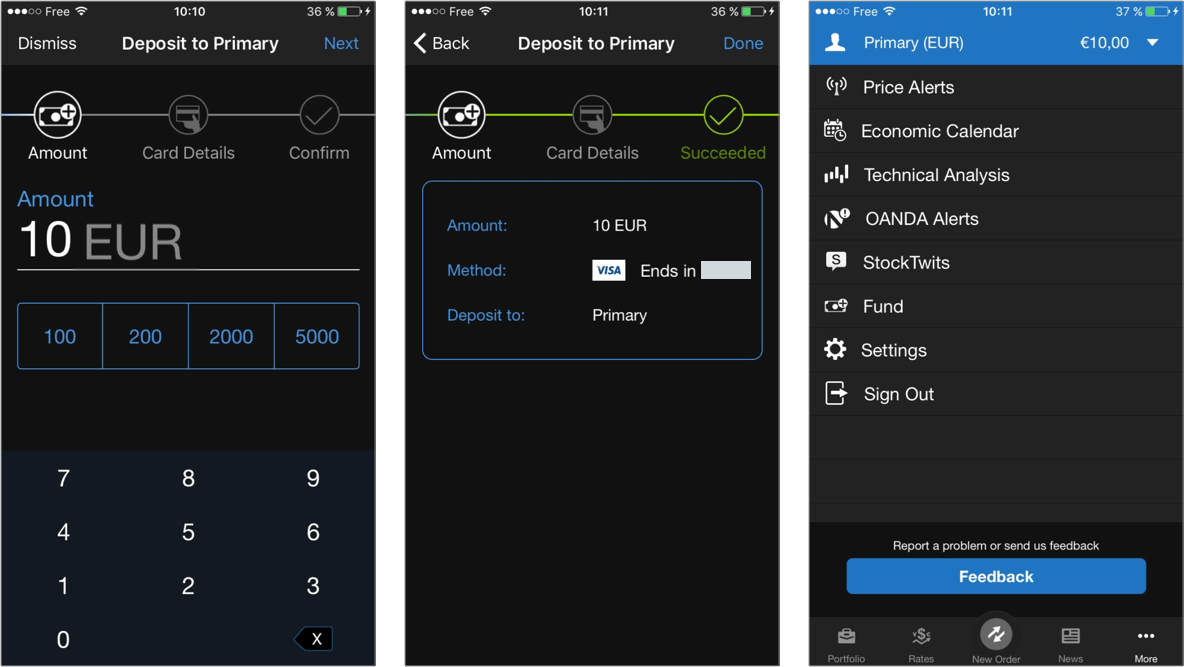 Free 10:10 36 %
Dismiss Deposit to Primary Next
Amount Card Details Confirm
Amount
10 EUR
100 200 2000 5000
7 8 9
4 5 6
1 2 3
0 X
Free 10:11 36 %
Back Deposit to Primary Done
Amount Card Details Succeeded
Amount: 10 EUR
Method: VISA Ends in
Deposit to: Primary
Free 10:11 37 %
Primary (EUR) €10,00
Price Alerts
Economic Calendar
Technical Analysis
OANDA Alerts
S StockTwits
Fund
Settings
Sign Out
Report a problem or send us feedback
Feedback
Portfolio Rates New Order News More